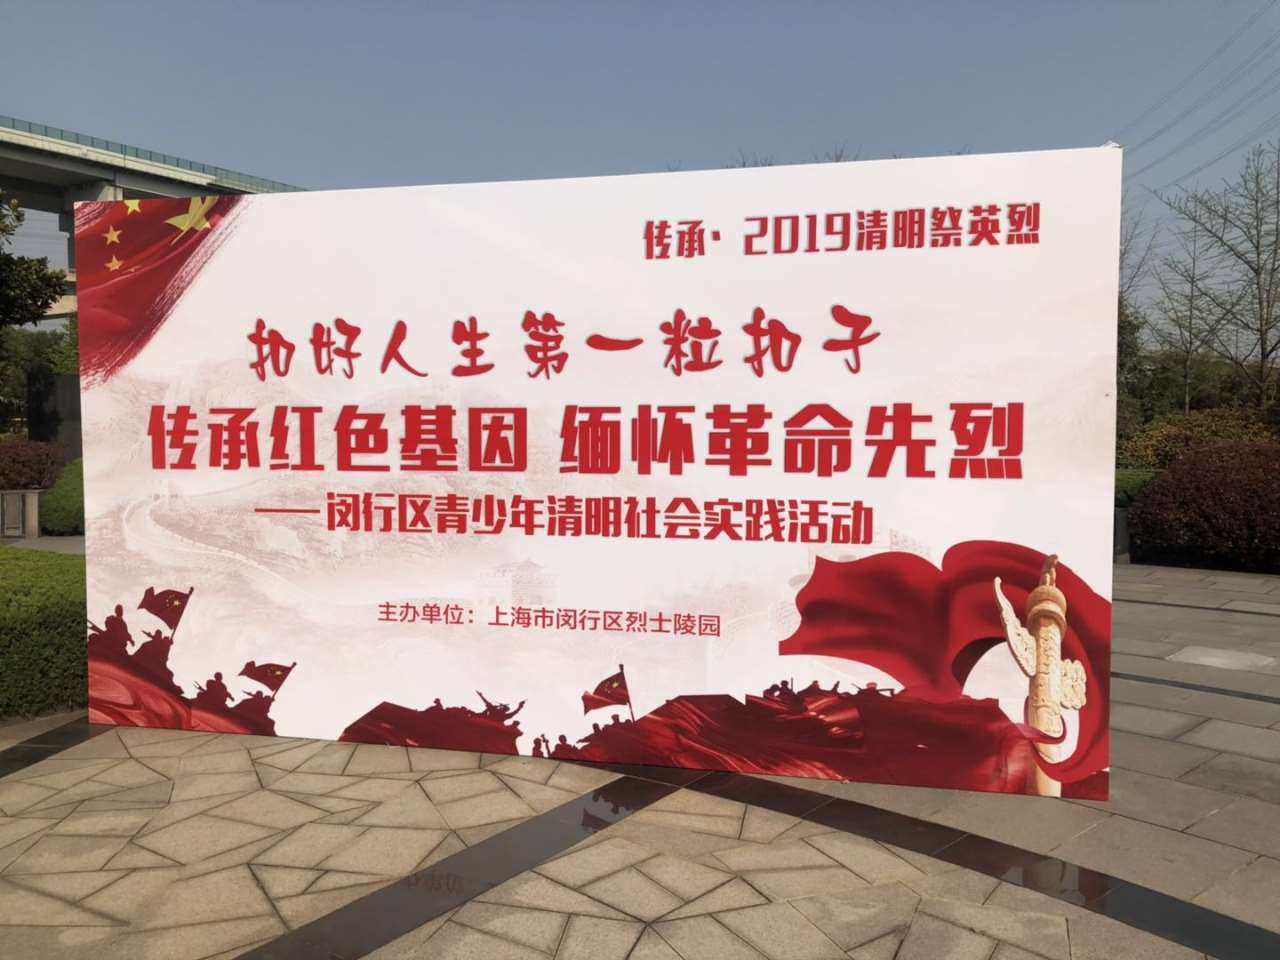 传承·2019清明祭英烈
扣好人生第一粒扣子
传承红色基因 缅怀革命先烈
——闵行区青少年清明社会实践活动
主办单位：上海市闵行区烈士陵园